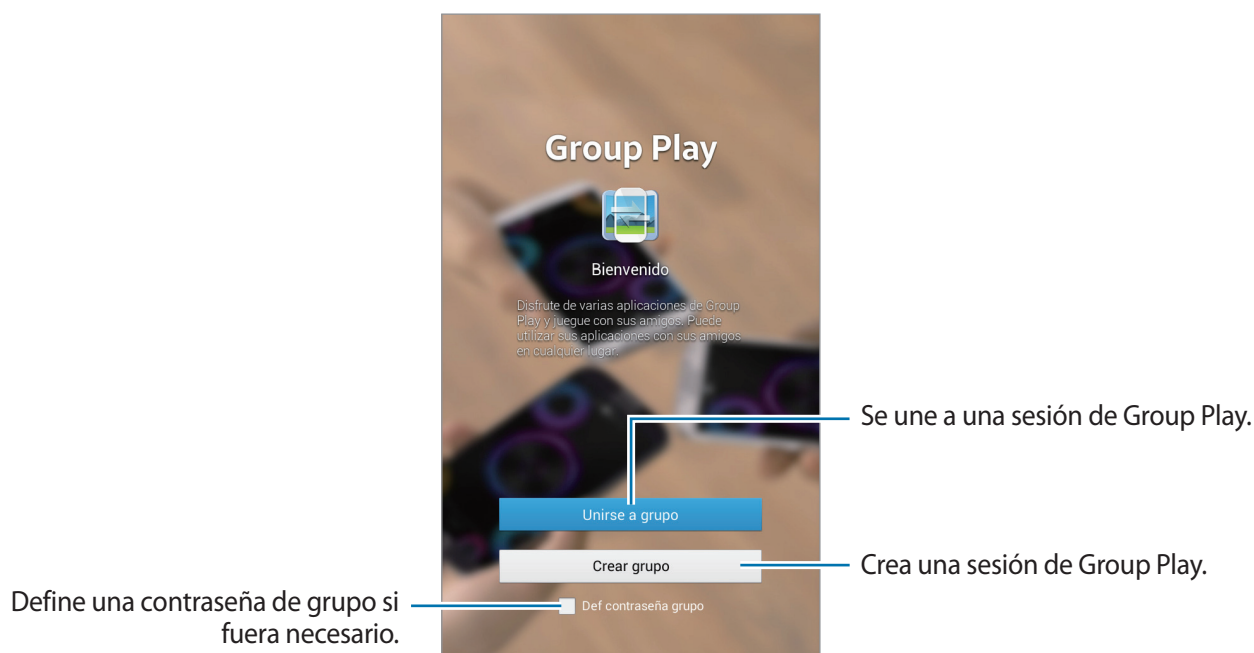 Group Play
Bienvenido
Disfrute de varias aplicaciones de Group
Play y juegue con sus amigos. Puede
utilizar sus aplicaciones con sus amigos
en cualquier lugar.
Se une a una sesión de Group Play.
Unirse a grupo
Crear grupo
Crea una sesión de Group Play.
Define una contraseña de grupo si
fuera necesario.
Def contraseña grupo